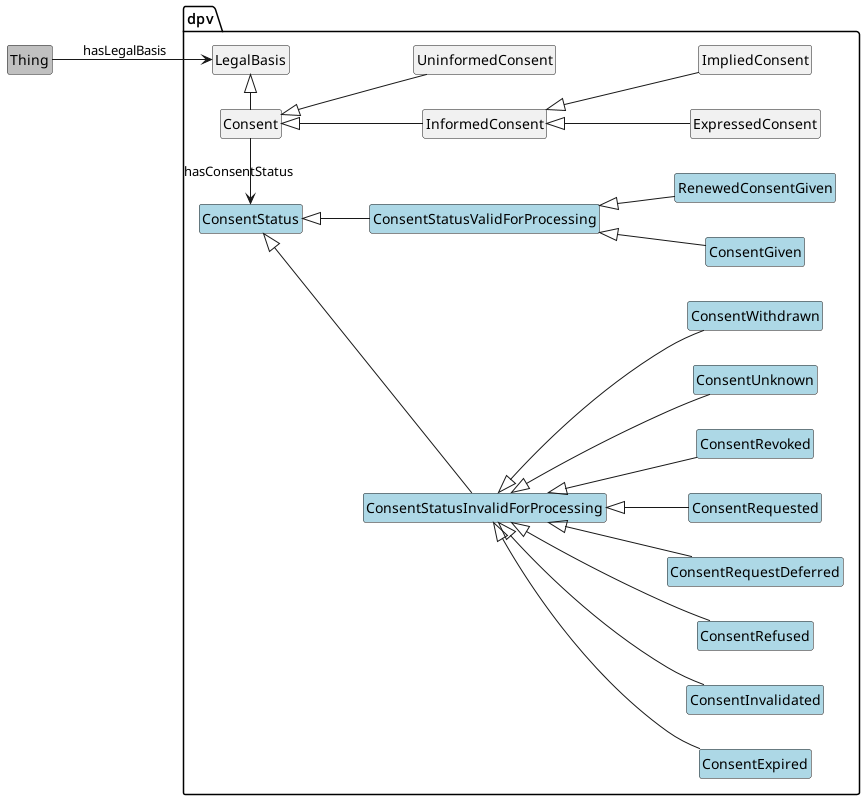 dpv
Thing
hasLegalBasis
LegalBasis
UninformedConsent
ImpliedConsent
Consent
InformedConsent
ExpressedConsent
hasConsentStatus
RenewedConsentGiven
ConsentStatus
ConsentStatusValidForProcessing
ConsentGiven
ConsentWithdrawn
ConsentUnknown
ConsentRevoked
ConsentStatusInvalidForProcessing
ConsentRequested
ConsentRequestDeferred
ConsentRefused
ConsentInvalidated
ConsentExpired